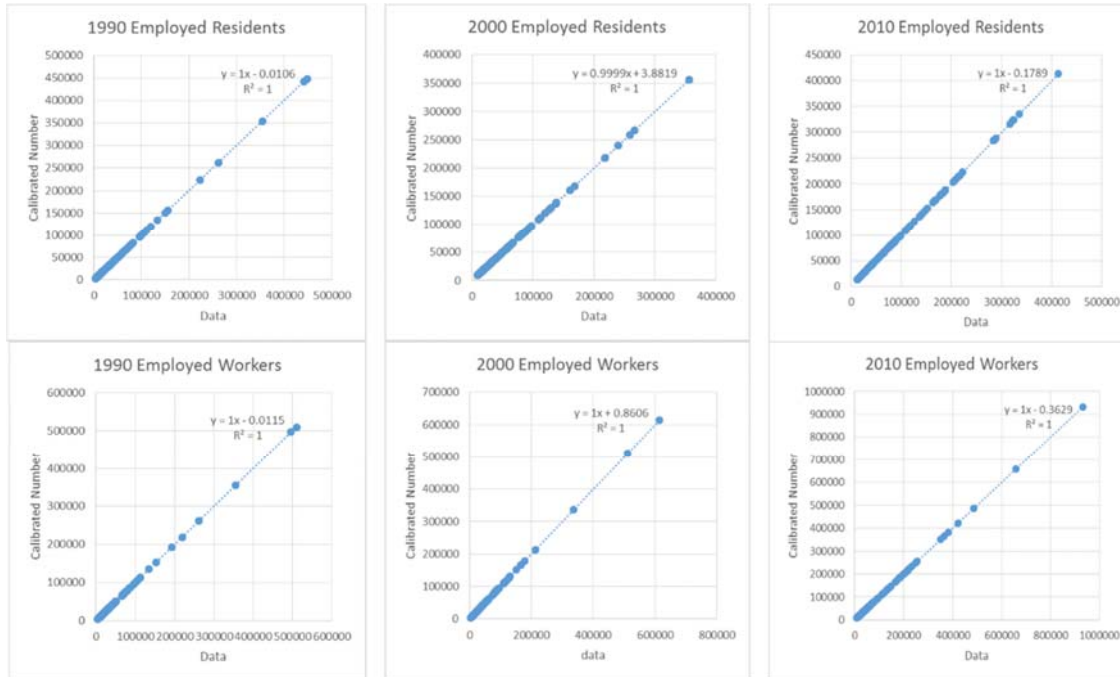 1990 Employed Residents
500000
450000
400000
350000
300000
250000
200000
150000
100000
50000
0
y = 1x - 0.0106
R² = 1
Calibrated Number
0 100000 200000 300000 400000 500000
Data
2000 Employed Residents
400000
350000
300000
250000
200000
150000
100000
50000
0
y = 0.9999x + 3.8819
R² = 1
Calibrated Number
0 100000 200000 300000 400000
Data
2010 Employed Residents
450000
400000
350000
300000
250000
200000
150000
100000
50000
0
y = 1x - 0.1789
R² = 1
Calibrated Number
0 100000 200000 300000 400000 500000
Data
1990 Employed Workers
600000
500000
400000
300000
200000
100000
0
y = 1x - 0.0115
R² = 1
Calibrated Number
0 100000 200000 300000 400000 500000 600000
Data
2000 Employed Workers
700000
600000
500000
400000
300000
200000
100000
0
y = 1x + 0.8606
R² = 1
Calibrated Number
0 200000 400000 600000 800000
data
2010 Employed Workers
1000000
900000
800000
700000
600000
500000
400000
300000
200000
100000
0
y = 1x - 0.3629
R² = 1
Calibrated Number
0 200000 400000 600000 800000 1000000
Data